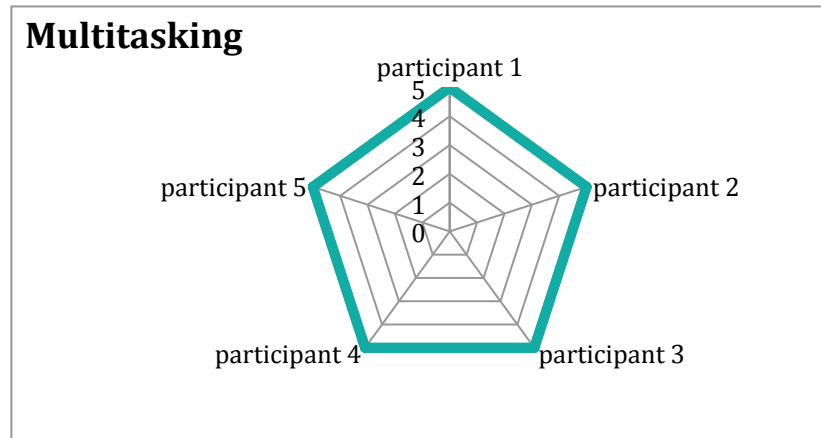 Multitasking
participant 1
5
4
3
2
1
0
participant 5
participant 2
participant 4
participant 3